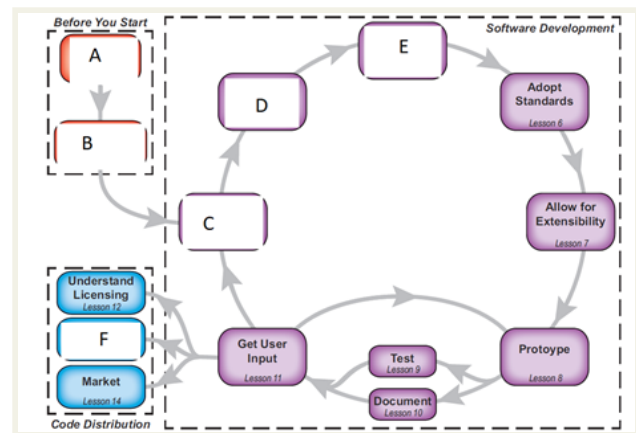 Before You Start
Software Development
A
B
C
D
E
Adopt
Standards
Lesson 6
Allow for
Extensibility
Lesson 7
Protoype
Lesson 8
Test
Lesson 9
Document
Lesson 10
Get User
Input
Lesson 11
Understand
Licensing
Lesson 12
F
Market
Lesson 14
Code Distribution